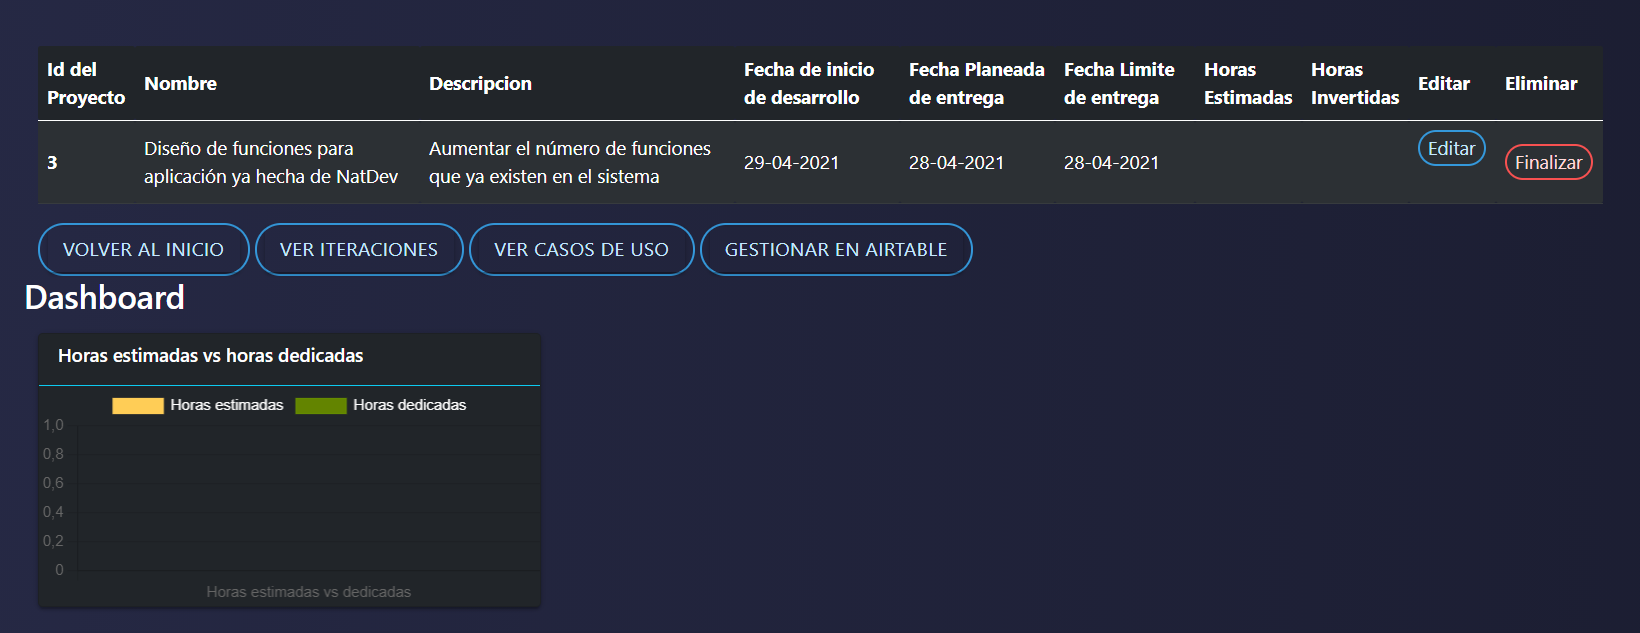 Id del Proyecto Nombre Descripcion Fecha de inicio de desarrollo Fecha Planeada de entrega Fecha Limite de entrega Horas Estimadas Horas Invertidas Editar Eliminar
3 Diseño de funciones para aplicación ya hecha de NatDev Aumentar el número de funciones que ya existen en el sistema 29-04-2021 28-04-2021 28-04-2021 Editar Finalizar
VOLVER AL INICIO VER ITERACIONES VER CASOS DE USO GESTIONAR EN AIRTABLE
Dashboard
Horas estimadas vs horas dedicadas
Horas estimadas Horas dedicadas
1,0
0,8
0,6
0,4
0,2
0
Horas estimadas vs dedicadas